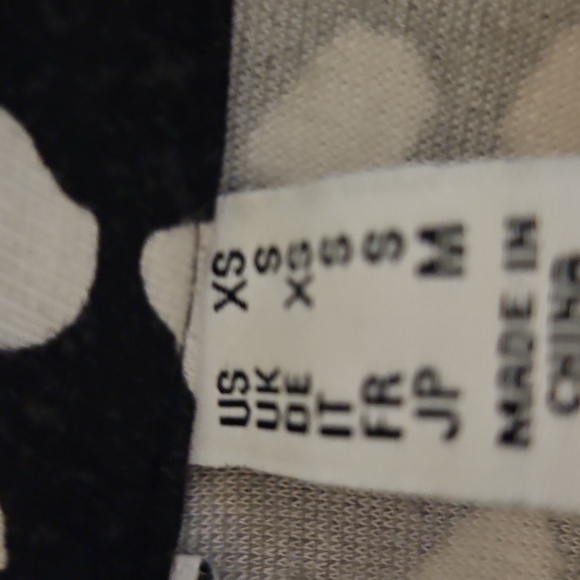 US XS
UK S
DE XS
IT S
FR S
JP M
MADE IN
CHINA